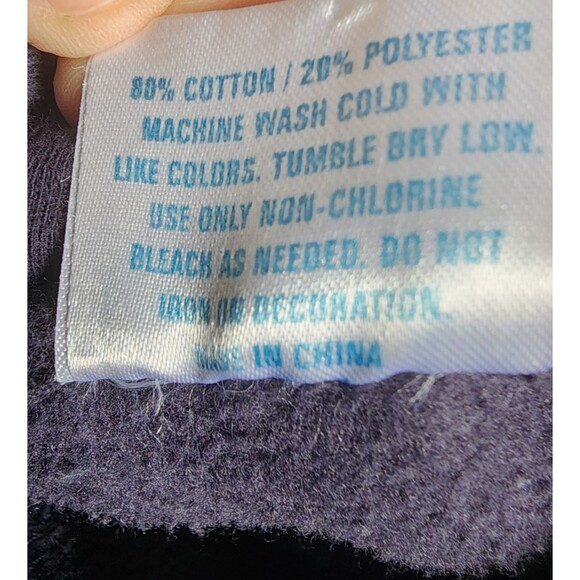 80% COTTON / 20% POLYESTER
MACHINE WASH COLD WITH
LIKE COLORS. TUMBLE DRY LOW.
USE ONLY NON-CHLORINE
BLEACH AS NEEDED. DO NOT
IRON ON DECORATION.
MADE IN CHINA